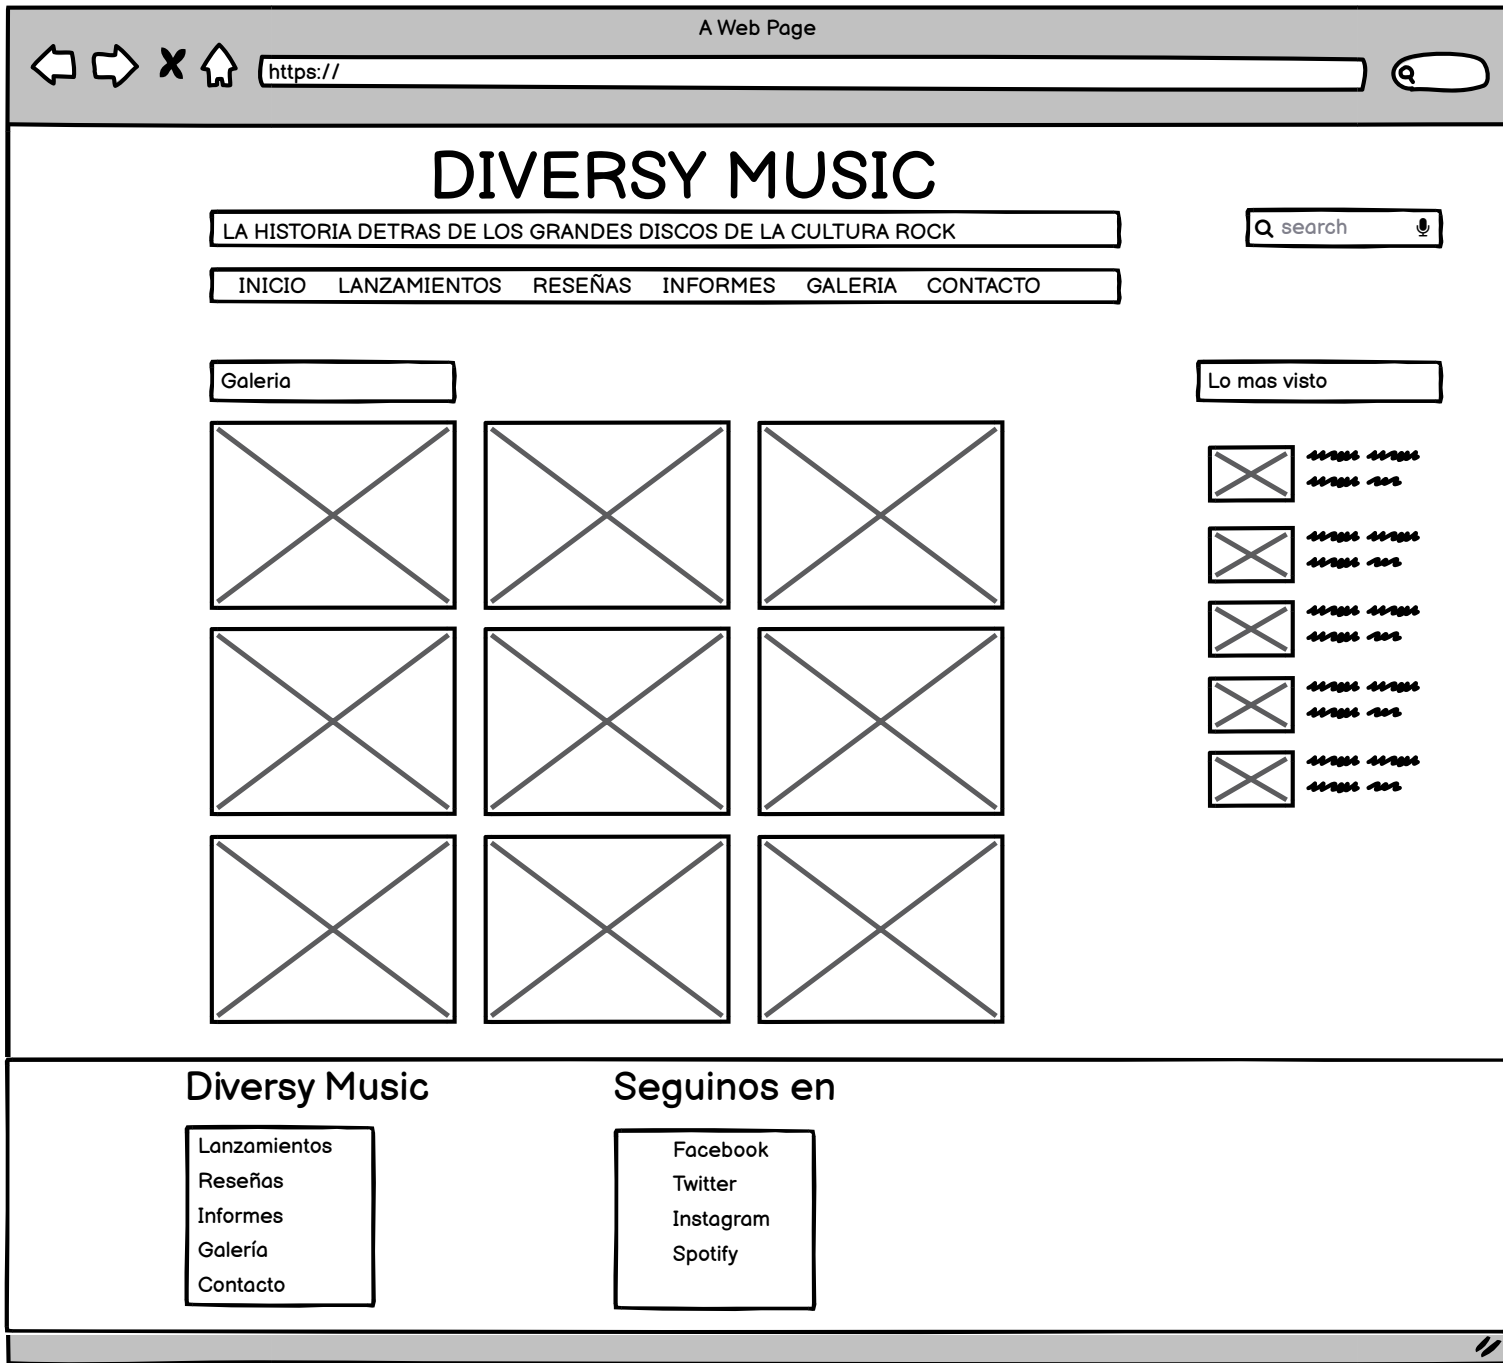 A Web Page
https://
DIVERSY MUSIC
LA HISTORIA DETRAS DE LOS GRANDES DISCOS DE LA CULTURA ROCK
search
INICIO LANZAMIENTOS RESEÑAS INFORMES GALERIA CONTACTO
Galeria
Lo mas visto
Diversy Music
Lanzamientos
Reseñas
Informes
Galería
Contacto
Seguinos en
Facebook
Twitter
Instagram
Spotify